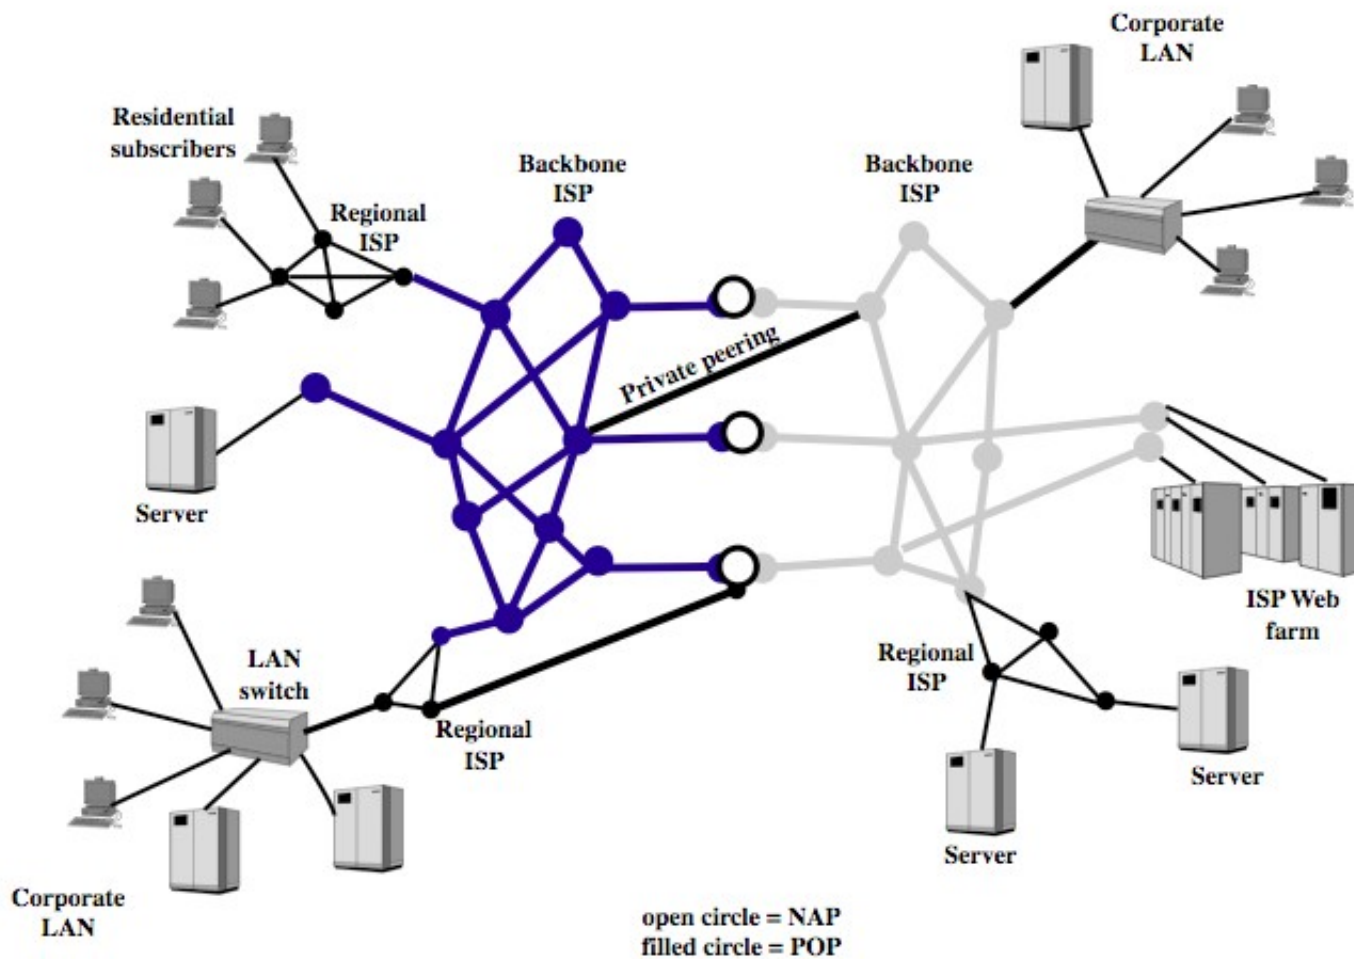 Corporate
LAN
Residential
subscribers
Backbone
ISP
Backbone
ISP
Regional
ISP
Private peering
Server
ISP Web
farm
LAN
switch
Regional
ISP
Regional
ISP
Server
Server
Corporate
LAN
open circle = NAP
filled circle = POP